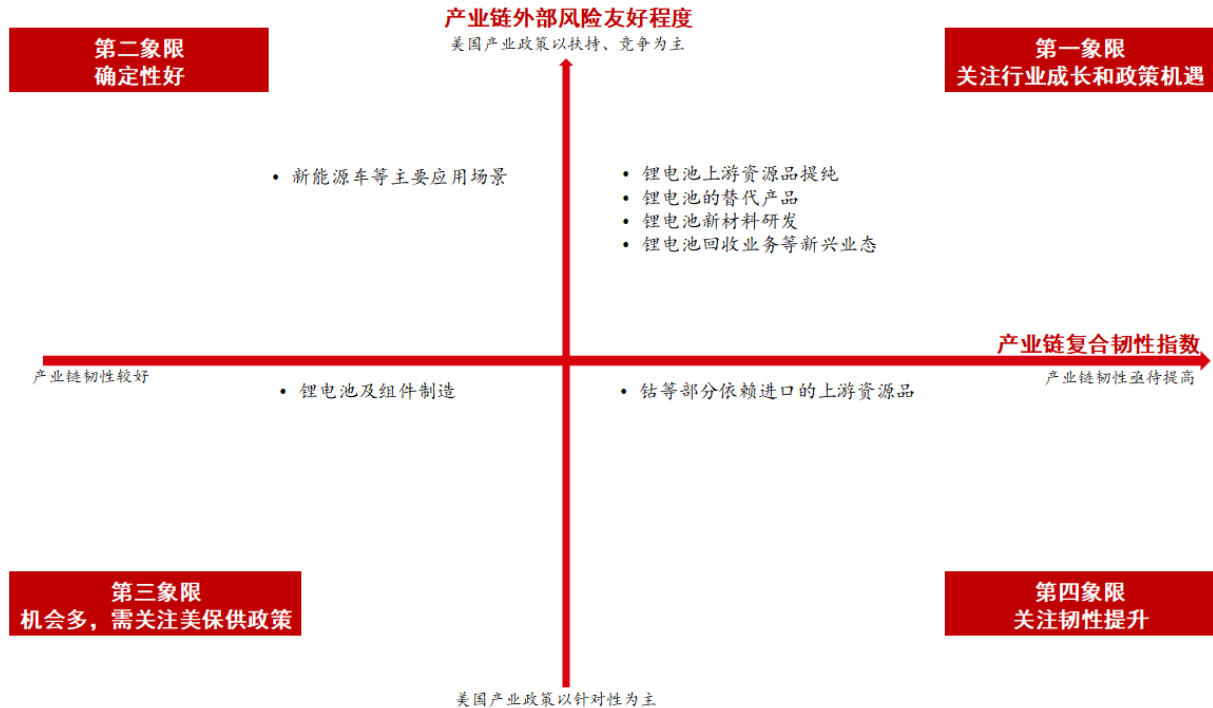 产业链外部风险友好程度
美国产业政策以扶持、竞争为主
第二象限
确定性好
第一象限
关注行业成长和政策机遇
• 新能源车等主要应用场景
• 锂电池上游资源品提纯
• 锂电池的替代产品
• 锂电池新材料研发
• 锂电池回收业务等新兴业态
产业链复合韧性指数
产业链韧性较好
产业链韧性亟待提高
• 锂电池及组件制造
• 钴等部分依赖进口的上游资源品
第三象限
机会多，需关注美保供政策
第四象限
关注韧性提升
美国产业政策以针对性为主